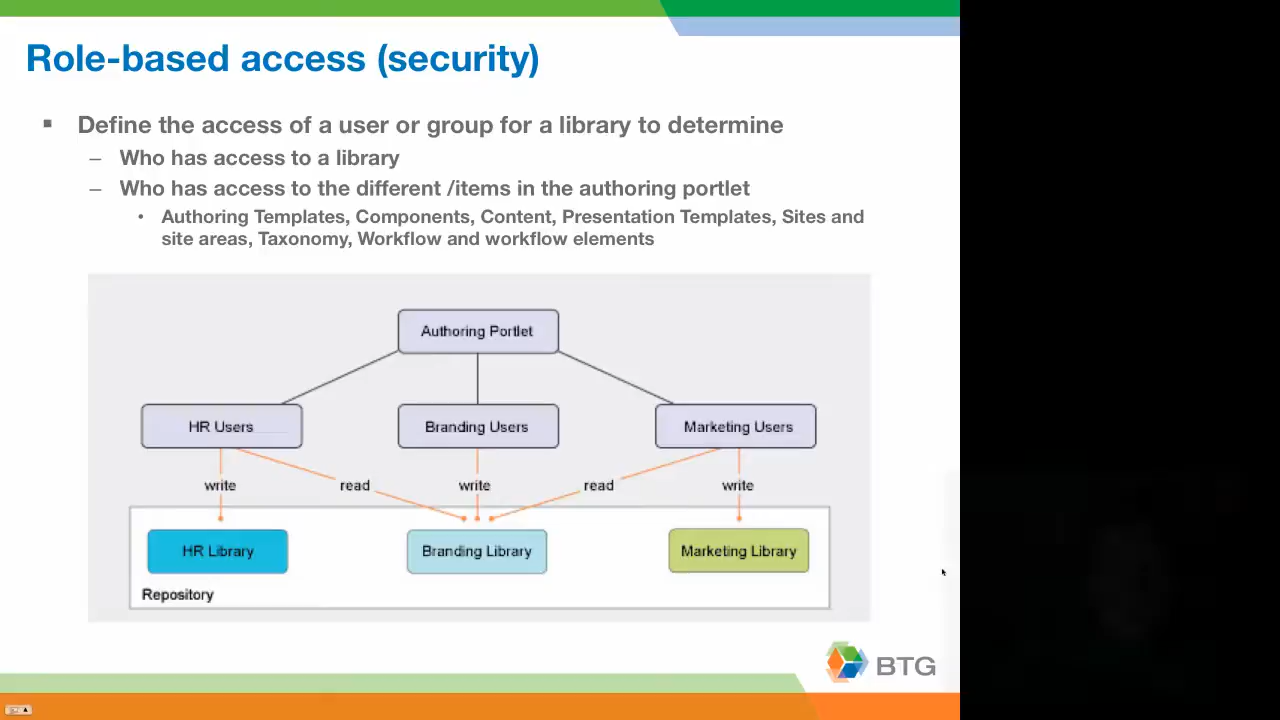 Role-based access (security)
Define the access of a user or group for a library to determine
– Who has access to a library
– Who has access to the different /items in the authoring portlet
• Authoring Templates, Components, Content, Presentation Templates, Sites and
site areas, Taxonomy, Workflow and workflow elements
Authoring Portlet
HR Users
Branding Users
Marketing Users
write
read
write
read
write
HR Library
Branding Library
Marketing Library
Repository
BTG